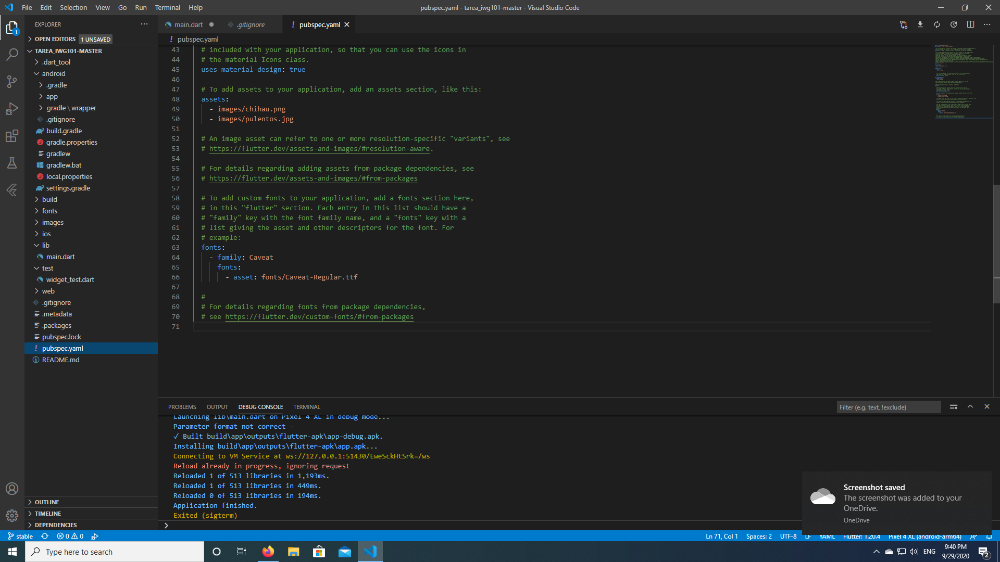 File Edit Selection View Go Run Terminal Help
pubspec.yaml - tarea_iwg101-master - Visual Studio Code
EXPLORER
main.dart
.gitignore
! pubspec.yaml
1
OPEN EDITORS 1 UNSAVED
! pubspec.yaml
TAREA_IWG101-MASTER
.dart_tool
android
.gradle
app
gradle \ wrapper
.gitignore
build.gradle
gradle.properties
gradlew
gradlew.bat
local.properties
settings.gradle
build
fonts
images
ios
lib
main.dart
test
widget_test.dart
web
.gitignore
.metadata
.packages
pubspec.lock
! pubspec.yaml
README.md
OUTLINE
TIMELINE
DEPENDENCIES
43 # included with your application, so that you can use the icons in
44 # the material Icons class.
45 uses-material-design: true
46
47 # To add assets to your application, add an assets section, like this:
48 assets:
49 - images/chihau.png
50 - images/pulentos.jpg
51
52 # An image asset can refer to one or more resolution-specific "variants", see
53 # https://flutter.dev/assets-and-images/#resolution-aware.
54
55 # For details regarding adding assets from package dependencies, see
56 # https://flutter.dev/assets-and-images/#from-packages
57
58 # To add custom fonts to your application, add a fonts section here,
59 # in this "flutter" section. Each entry in this list should have a
60 # "family" key with the font family name, and a "fonts" key with a
61 # list giving the asset and other descriptors for the font. For
62 # example:
63 fonts:
64 - family: Caveat
65 fonts:
66 - asset: fonts/Caveat-Regular.ttf
67
68 #
69 # For details regarding fonts from package dependencies,
70 # see https://flutter.dev/custom-fonts/#from-packages
71
PROBLEMS OUTPUT DEBUG CONSOLE TERMINAL
Filter (e.g. text, !exclude)
Launching lib\main.dart on Pixel 4 XL in debug mode...
Parameter format not correct -
✓ Built build\app\outputs\flutter-apk\app-debug.apk.
Installing build\app\outputs\flutter-apk\app.apk...
Connecting to VM Service at ws://127.0.0.1:51430/EweSckHtSrk=/ws
Reload already in progress, ignoring request
Reloaded 1 of 513 libraries in 1,193ms.
Reloaded 1 of 513 libraries in 449ms.
Reloaded 0 of 513 libraries in 194ms.
Application finished.
Exited (sigterm)
Screenshot saved
The screenshot was added to your
OneDrive.
OneDrive
stable 0 0
Ln 71, Col 1 Spaces: 2 UTF-8 LF YAML Flutter: 1.20.4 Pixel 4 XL (android-arm64)
Type here to search
ENG
9:40 PM
9/29/2020
2